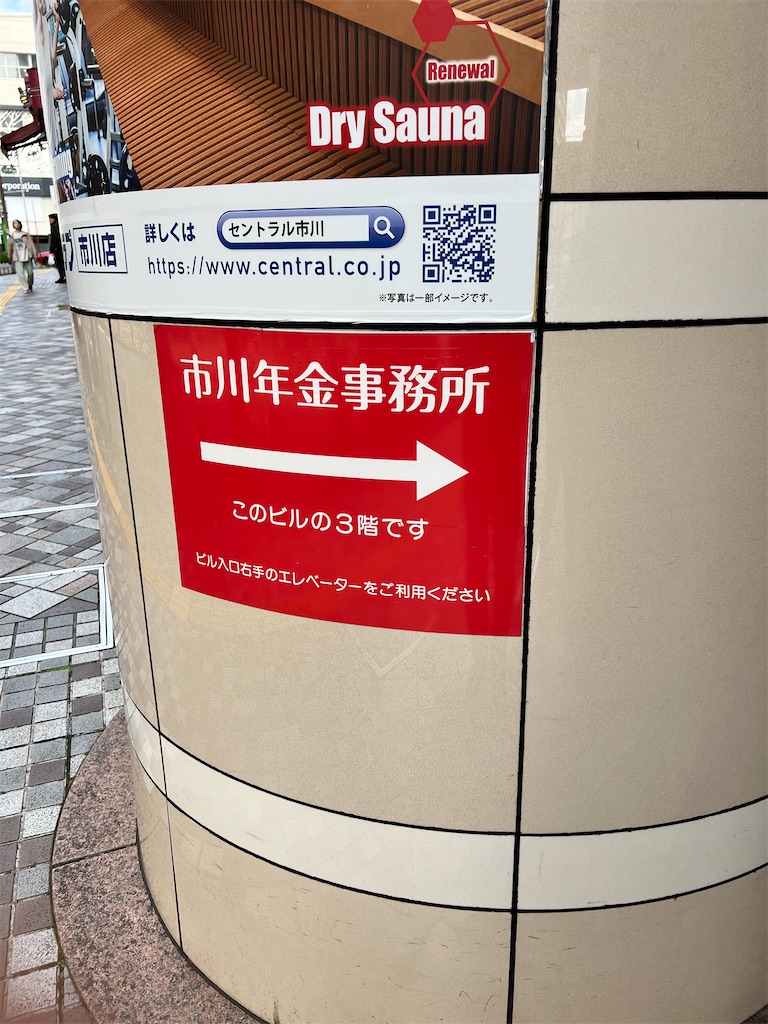 Renewal
Dry Sauna
orporation
市川店
詳しくは
セントラル市川
https://www.central.co.jp
※写真は一部イメージです。
市川年金事務所
このビルの3階です
ビル入口右手のエレベーターをご利用ください